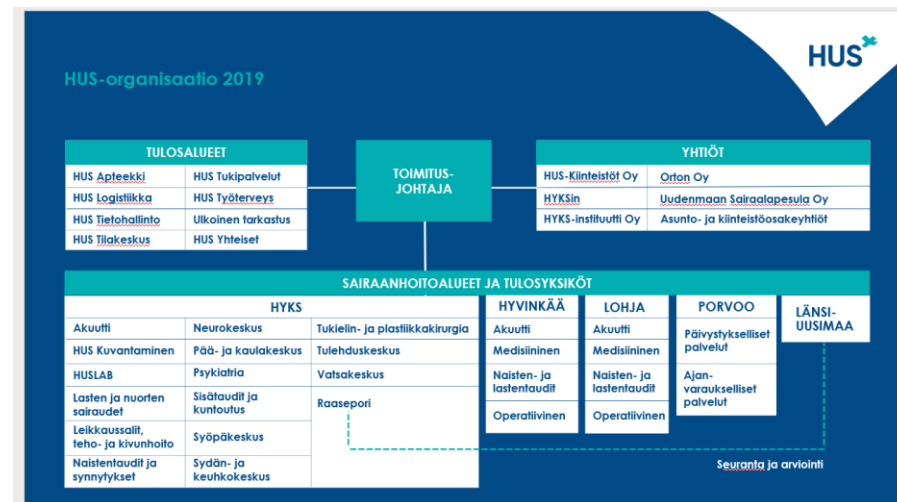 HUS
HUS-organisaatio 2019
TULOSALUEET
HUS Apteekki
HUS Tukipalvelut
HUS Logistiikka
HUS Työterveys
HUS Tietohallinto
Ulkoinen tarkastus
HUS Tilakeskus
HUS Yhteiset
TOIMITUS-
JOHTAJA
YHTIÖT
HUS-Kiinteistöt Oy
Orton Oy
HYKSin
Uudenmaan Sairaalapesula Oy
HYKS-instituutti Oy
Asunto- ja kiinteistöosakeyhtiöt
SAIRAANHOITOALUEET JA TULOSYKSIKÖT
HYKS
Akuutti
HUS Kuvantaminen
HUSLAB
Lasten ja nuorten
sairaudet
Leikkaussalit,
teho- ja kivunhoito
Naistentaudit ja
synnytykset
Neurokeskus
Pää- ja kaulakeskus
Psykiatria
Sisätaudit ja
kuntoutus
Syöpäkeskus
Sydän- ja
keuhkokeskus
Tukielin- ja plastiikkakirurgia
Tulehduskeskus
Vatsakeskus
Raasepori
HYVINKÄÄ
Akuutti
Medisiininen
Naisten- ja
lastentaudit
Operatiivinen
LOHJA
Akuutti
Medisiininen
Naisten- ja
lastentaudit
Operatiivinen
PORVOO
Päivystykselliset
palvelut
Ajan-
varaukselliset
palvelut
LÄNSI-
UUSIMAA
Seuranta ja arviointi